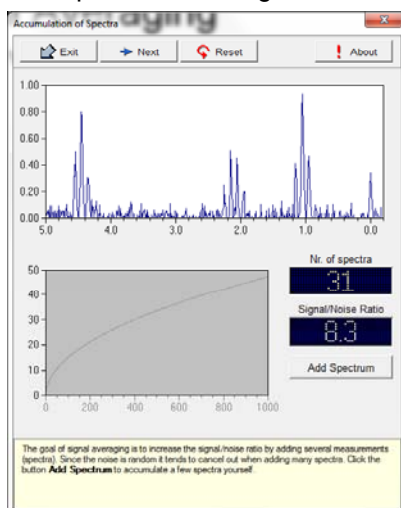 Averaging
Accumulation of Spectra
Exit Next Reset About
1.00
0.80
0.60
0.40
0.20
0.00
5.0 4.0 3.0 2.0 1.0 0.0
50
40
30
20
10
0
0 200 400 600 800 1000
Nr. of spectra
31
Signal/Noise Ratio
8.3
Add Spectrum
The goal of signal averaging is to increase the signal/noise ratio by adding several measurements
(spectra). Since the noise is random it tends to cancel out when adding many spectra. Click the
button Add Spectrum to accumulate a few spectra yourself.